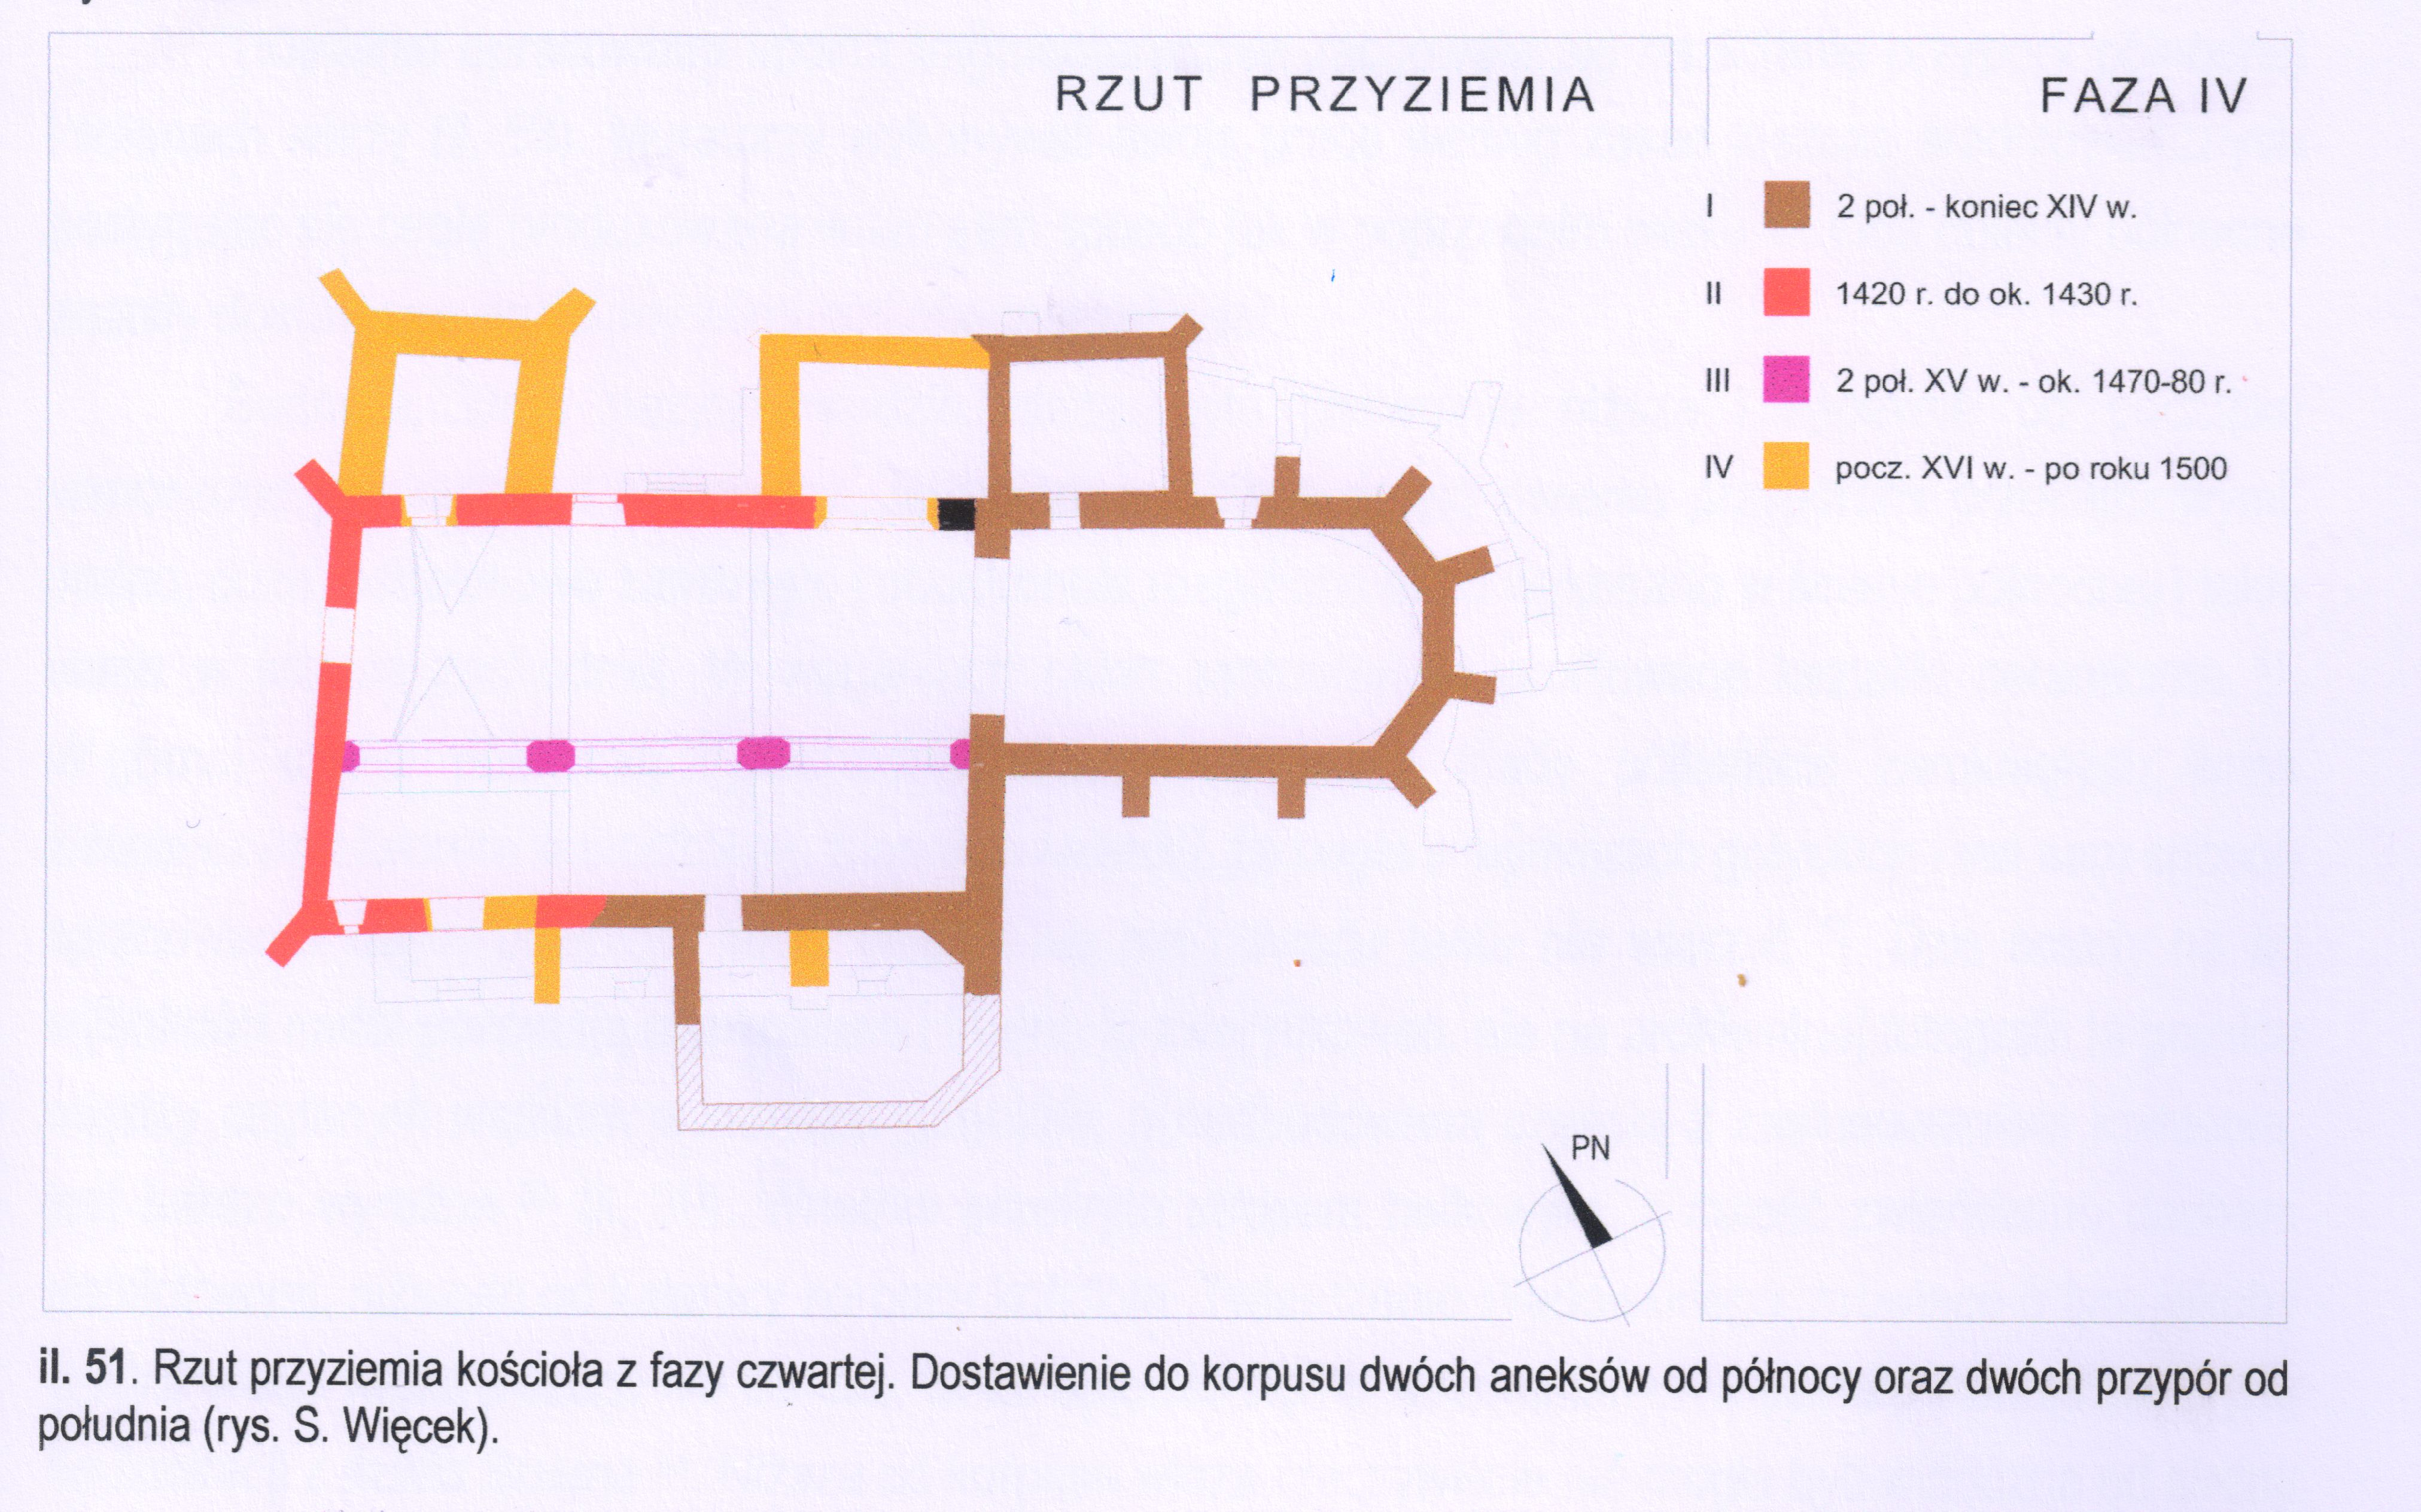 RZUT PRZYZIEMIA
FAZA IV
I 2 poł. - koniec XIV w.
II 1420 r. do ok. 1430 r.
III 2 poł. XV w. - ok. 1470-80 r.
IV pocz. XVI w. - po roku 1500
PN
il. 51. Rzut przyziemia kościoła z fazy czwartej. Dostawienie do korpusu dwóch aneksów od północy oraz dwóch przypór od
południa (rys. S. Więcek).